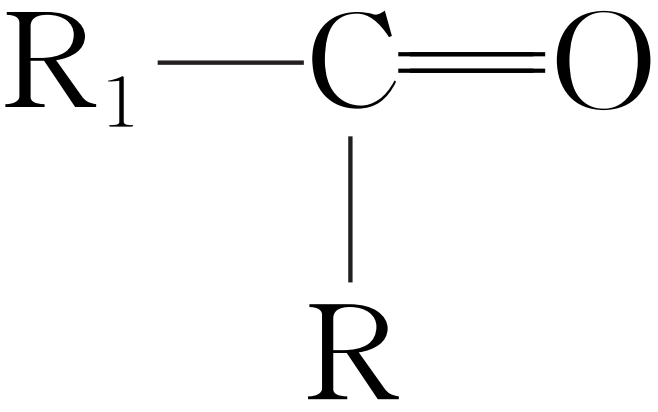 R₁ — C = O
R